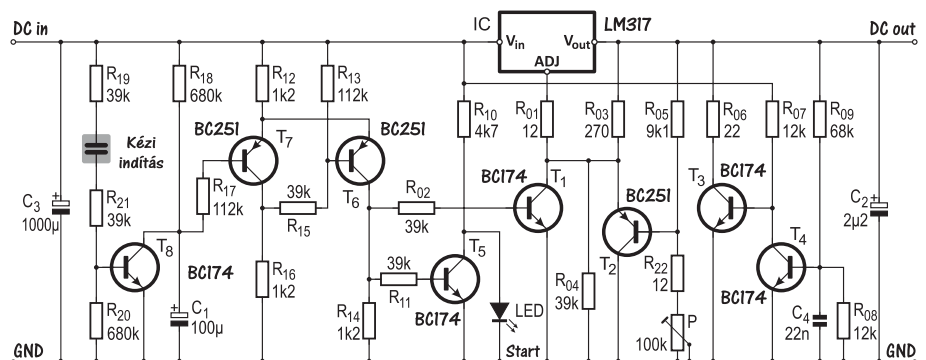 DC in
IC
LM317
DC out
Vin
Vout
ADJ
R19
39k
R18
680k
R12
1k2
R13
112k
R10
4k7
R01
12
R03
270
R05
9k1
R06
22
R07
12k
R09
68k
Kézi
indítás
BC251
T7
BC251
T6
BC174
T1
BC251
T2
T3
BC174
T4
BC174
C3
1000µ
+
R21
39k
R17
112k
39k
R15
R02
39k
C2
2µ2
+
T8
BC174
R16
1k2
39k
R11
T5
BC174
R04
39k
R22
12
R20
680k
C1
100µ
+
R14
1k2
LED
Start
P
100k
C4
22n
R08
12k
GND
GND